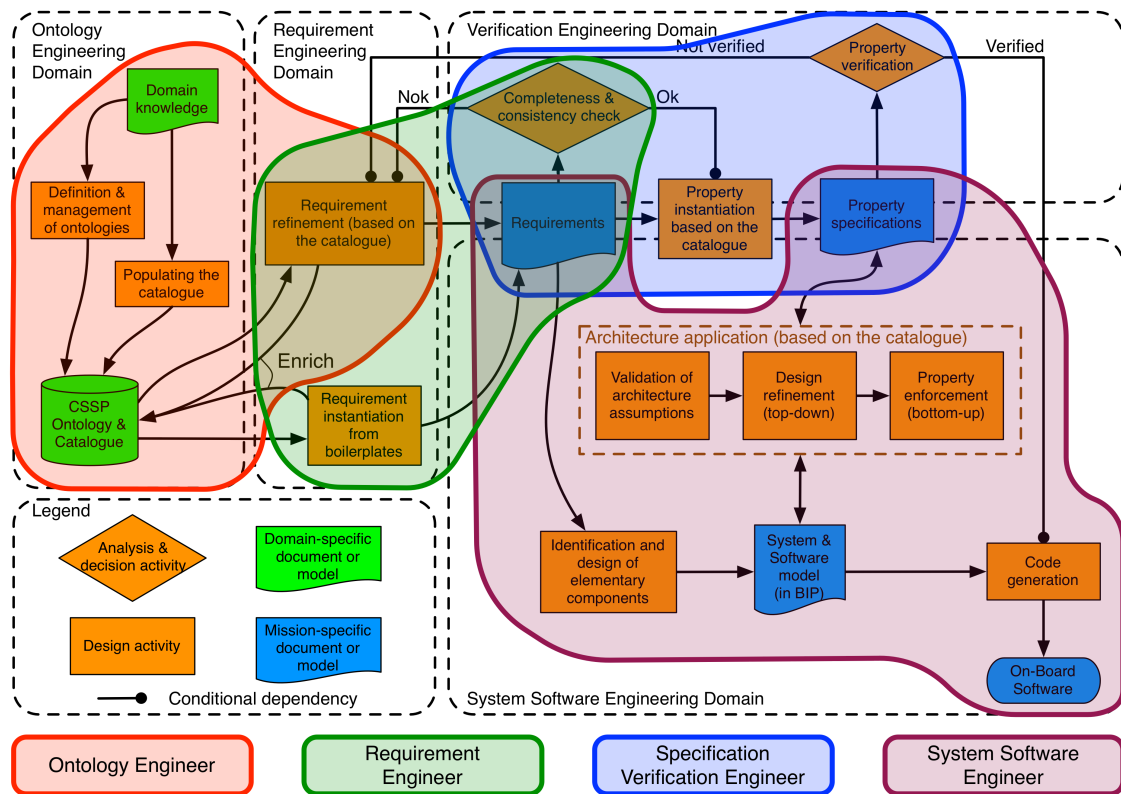 Ontology
Engineering
Domain
Requirement
Engineering
Domain
Verification Engineering Domain
Not verified
Verified
Property
verification
Domain
knowledge
Nok
Completeness &
consistency check
Ok
Definition &
management
of ontologies
Requirement
refinement (based on
the catalogue)
Requirements
Property
instantiation
based on the
catalogue
Property
specifications
Populating the
catalogue
Enrich
Architecture application (based on the catalogue)
Validation of
architecture
assumptions
Design
refinement
(top-down)
Property
enforcement
(bottom-up)
CSSP
Ontology &
Catalogue
Requirement
instantiation
from
boilerplates
Legend
Analysis &
decision activity
Domain-specific
document or
model
Design activity
Mission-specific
document or
model
Conditional dependency
Identification and
design of
elementary
components
System &
Software
model
(in BIP)
Code
generation
On-Board
Software
System Software Engineering Domain
Ontology Engineer
Requirement
Engineer
Specification
Verification Engineer
System Software
Engineer